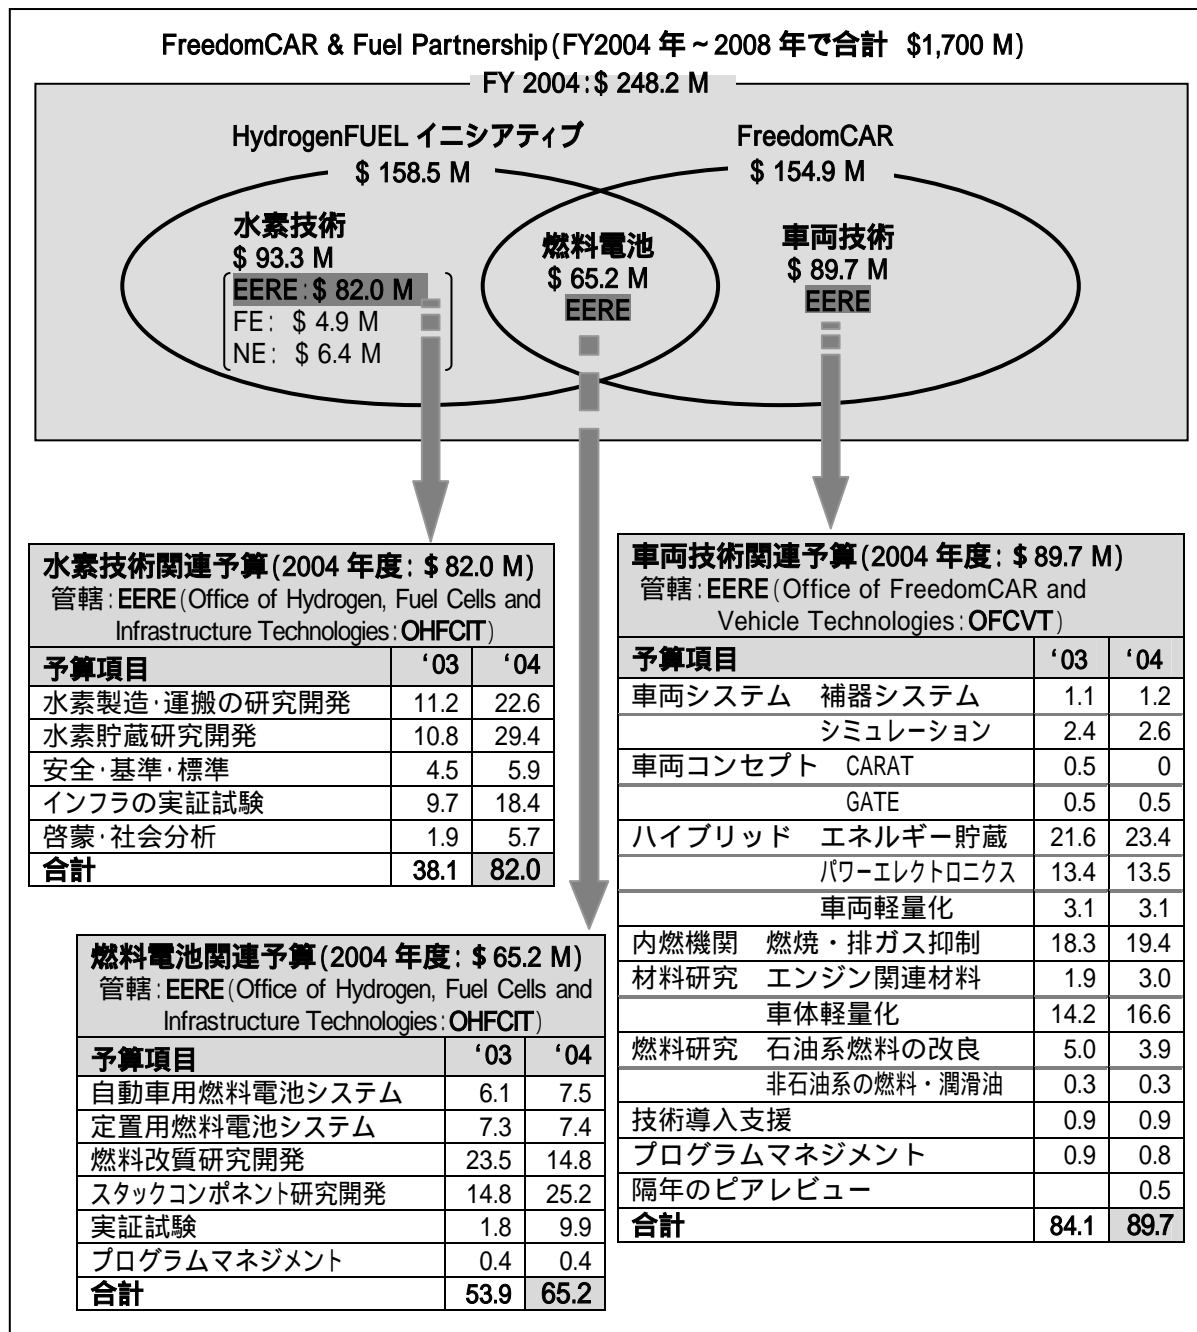 FreedomCAR & Fuel Partnership(FY2004 年~2008 年で合計 $1,700 M)
FY 2004:$ 248.2 M
HydrogenFUEL イニシアティブ
$ 158.5 M
FreedomCAR
$ 154.9 M
水素技術
$ 93.3 M
EERE:$ 82.0 M
FE: $ 4.9 M
NE: $ 6.4 M
燃料電池
$ 65.2 M
EERE
車両技術
$ 89.7 M
EERE
水素技術関連予算(2004 年度:$ 82.0 M)
管轄:EERE(Office of Hydrogen, Fuel Cells and
Infrastructure Technologies:OHFCIT)
予算項目 ‘03 ‘04
水素製造・運搬の研究開発 11.2 22.6
水素貯蔵研究開発 10.8 29.4
安全・基準・標準 4.5 5.9
インフラの実証試験 9.7 18.4
啓蒙・社会分析 1.9 5.7
合計 38.1 82.0
燃料電池関連予算(2004 年度:$ 65.2 M)
管轄:EERE(Office of Hydrogen, Fuel Cells and
Infrastructure Technologies:OHFCIT)
予算項目 ‘03 ‘04
自動車用燃料電池システム 6.1 7.5
定置用燃料電池システム 7.3 7.4
燃料改質研究開発 23.5 14.8
スタックコンポネント研究開発 14.8 25.2
実証試験 1.8 9.9
プログラムマネジメント 0.4 0.4
合計 53.9 65.2
車両技術関連予算(2004 年度:$ 89.7 M)
管轄:EERE(Office of FreedomCAR and
Vehicle Technologies:OFCVT)
予算項目 ‘03 ‘04
車両システム 補器システム 1.1 1.2
シミュレーション 2.4 2.6
車両コンセプト CARAT 0.5 0
GATE 0.5 0.5
ハイブリッド エネルギー貯蔵 21.6 23.4
パワーエレクトロニクス 13.4 13.5
車両軽量化 3.1 3.1
内燃機関 燃焼・排ガス抑制 18.3 19.4
材料研究 エンジン関連材料 1.9 3.0
車体軽量化 14.2 16.6
燃料研究 石油系燃料の改良 5.0 3.9
非石油系の燃料・潤滑油 0.3 0.3
技術導入支援 0.9 0.9
プログラムマネジメント 0.9 0.8
隔年のピアレビュー 0.5
合計 84.1 89.7